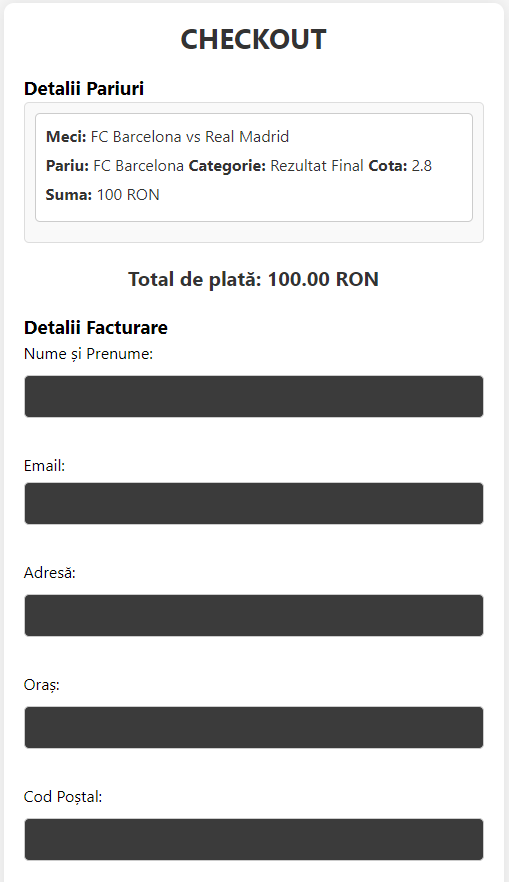 CHECKOUT
Detalii Pariuri
Meci: FC Barcelona vs Real Madrid
Pariu: FC Barcelona Categorie: Rezultat Final Cota: 2.8
Suma: 100 RON
Total de plată: 100.00 RON
Detalii Facturare
Nume și Prenume:
Email:
Adresă:
Oraș:
Cod Poștal: